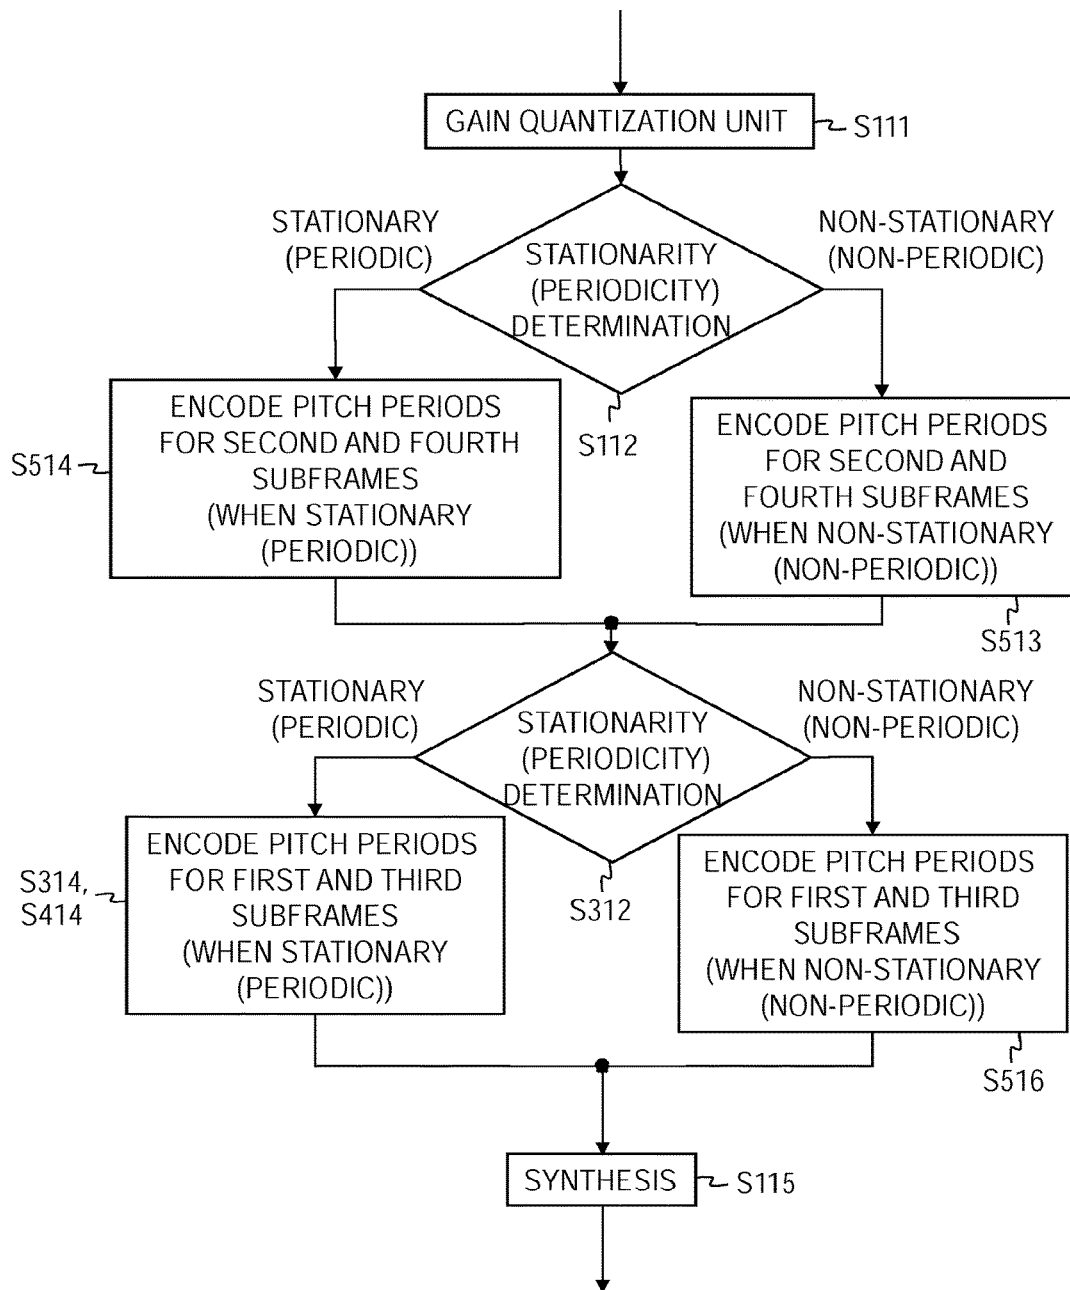 GAIN QUANTIZATION UNIT
S111
STATIONARY
(PERIODIC)
NON-STATIONARY
(NON-PERIODIC)
STATIONARITY
(PERIODICITY)
DETERMINATION
S112
ENCODE PITCH PERIODS
FOR SECOND AND FOURTH
SUBFRAMES
(WHEN STATIONARY
(PERIODIC))
S514
ENCODE PITCH PERIODS
FOR SECOND AND
FOURTH SUBFRAMES
(WHEN NON-STATIONARY
(NON-PERIODIC))
S513
STATIONARY
(PERIODIC)
NON-STATIONARY
(NON-PERIODIC)
STATIONARITY
(PERIODICITY)
DETERMINATION
S312
ENCODE PITCH PERIODS
FOR FIRST AND THIRD
SUBFRAMES
(WHEN STATIONARY
(PERIODIC))
S314,
S414
ENCODE PITCH PERIODS
FOR FIRST AND THIRD
SUBFRAMES
(WHEN NON-STATIONARY
(NON-PERIODIC))
S516
SYNTHESIS
S115